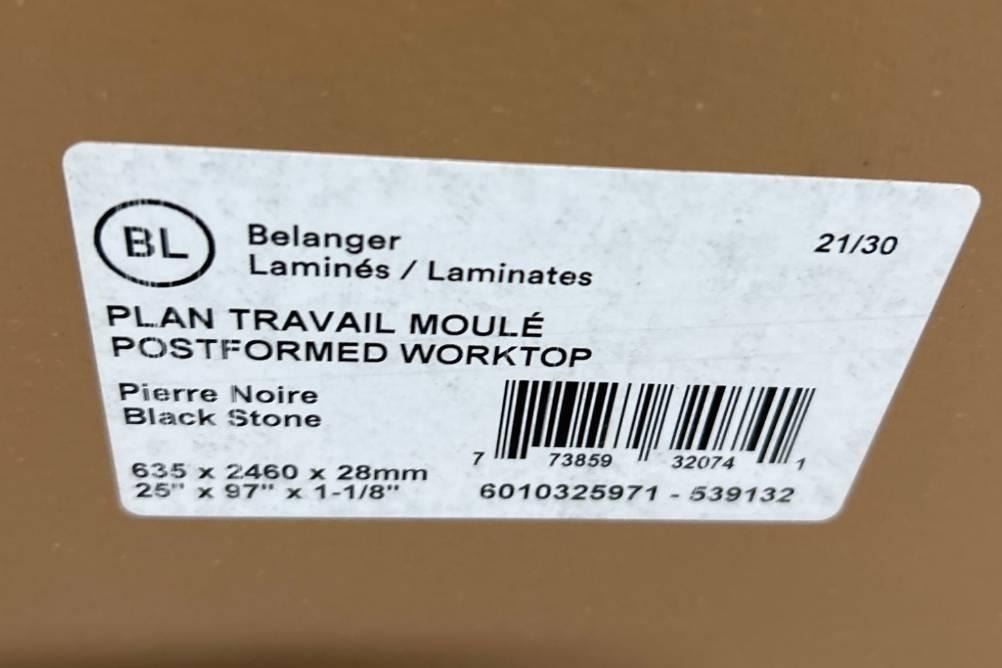 BL
Belanger
Laminés / Laminates
21/30
PLAN TRAVAIL MOULÉ
POSTFORMED WORKTOP
Pierre Noire
Black Stone
635 x 2460 x 28mm
25" x 97" x 1-1/8"
7 73859 32074 1
6010325971 - 539132